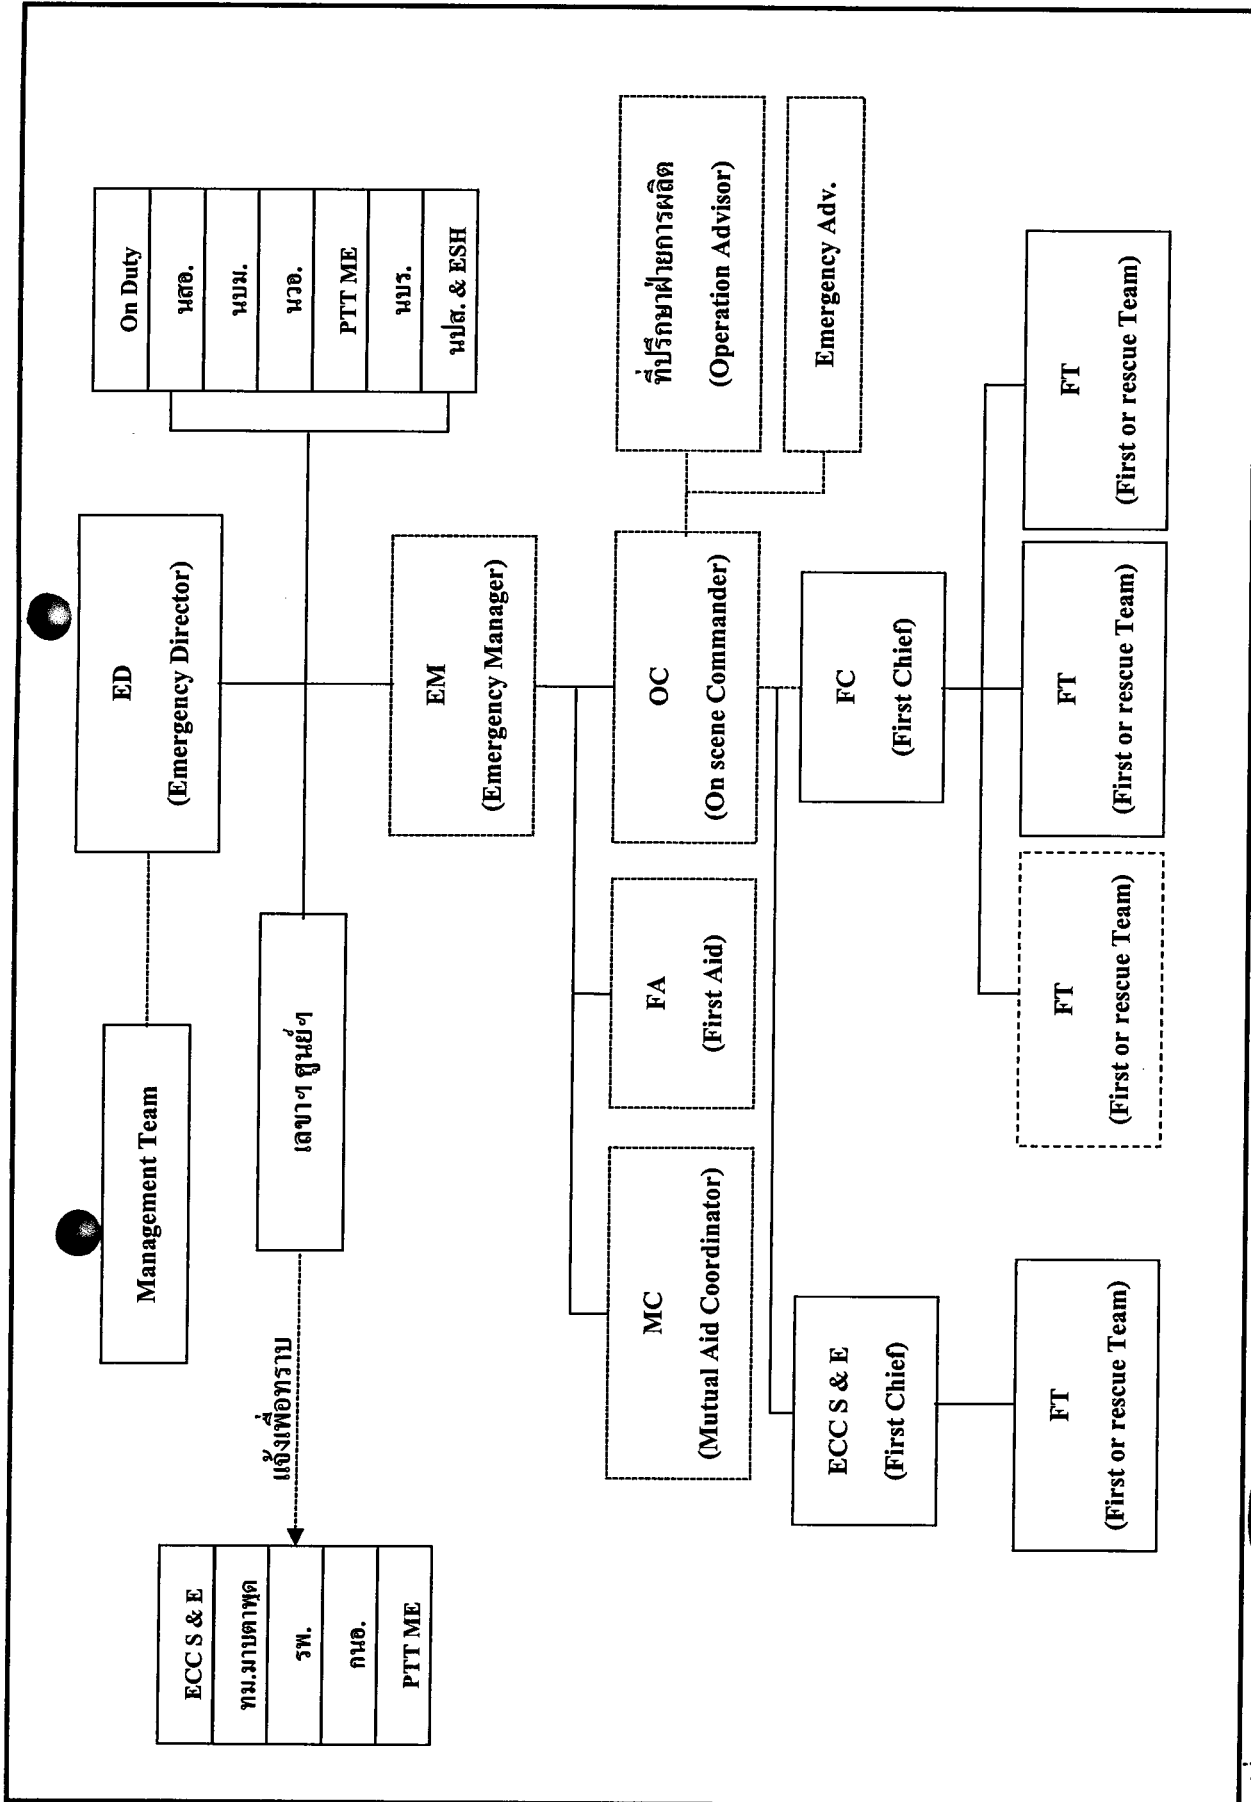 Management Team
ED
(Emergency Director)
On Duty
นสอ.
นบม.
นวอ.
PTT ME
นบร.
นปส. & ESH
ECC S & E
ทม.มาบตาพุด
รพ.
กนอ.
PTT ME
แจ้งเพื่อทราบ
เลขาฯ ศูนย์ฯ
EM
(Emergency Manager)
MC
(Mutual Aid Coordinator)
FA
(First Aid)
OC
(On scene Commander)
ที่ปรึกษาฝ่ายการผลิต
(Operation Advisor)
Emergency Adv.
ECC S & E
(First Chief)
FC
(First Chief)
FT
(First or rescue Team)
FT
(First or rescue Team)
FT
(First or rescue Team)
FT
(First or rescue Team)